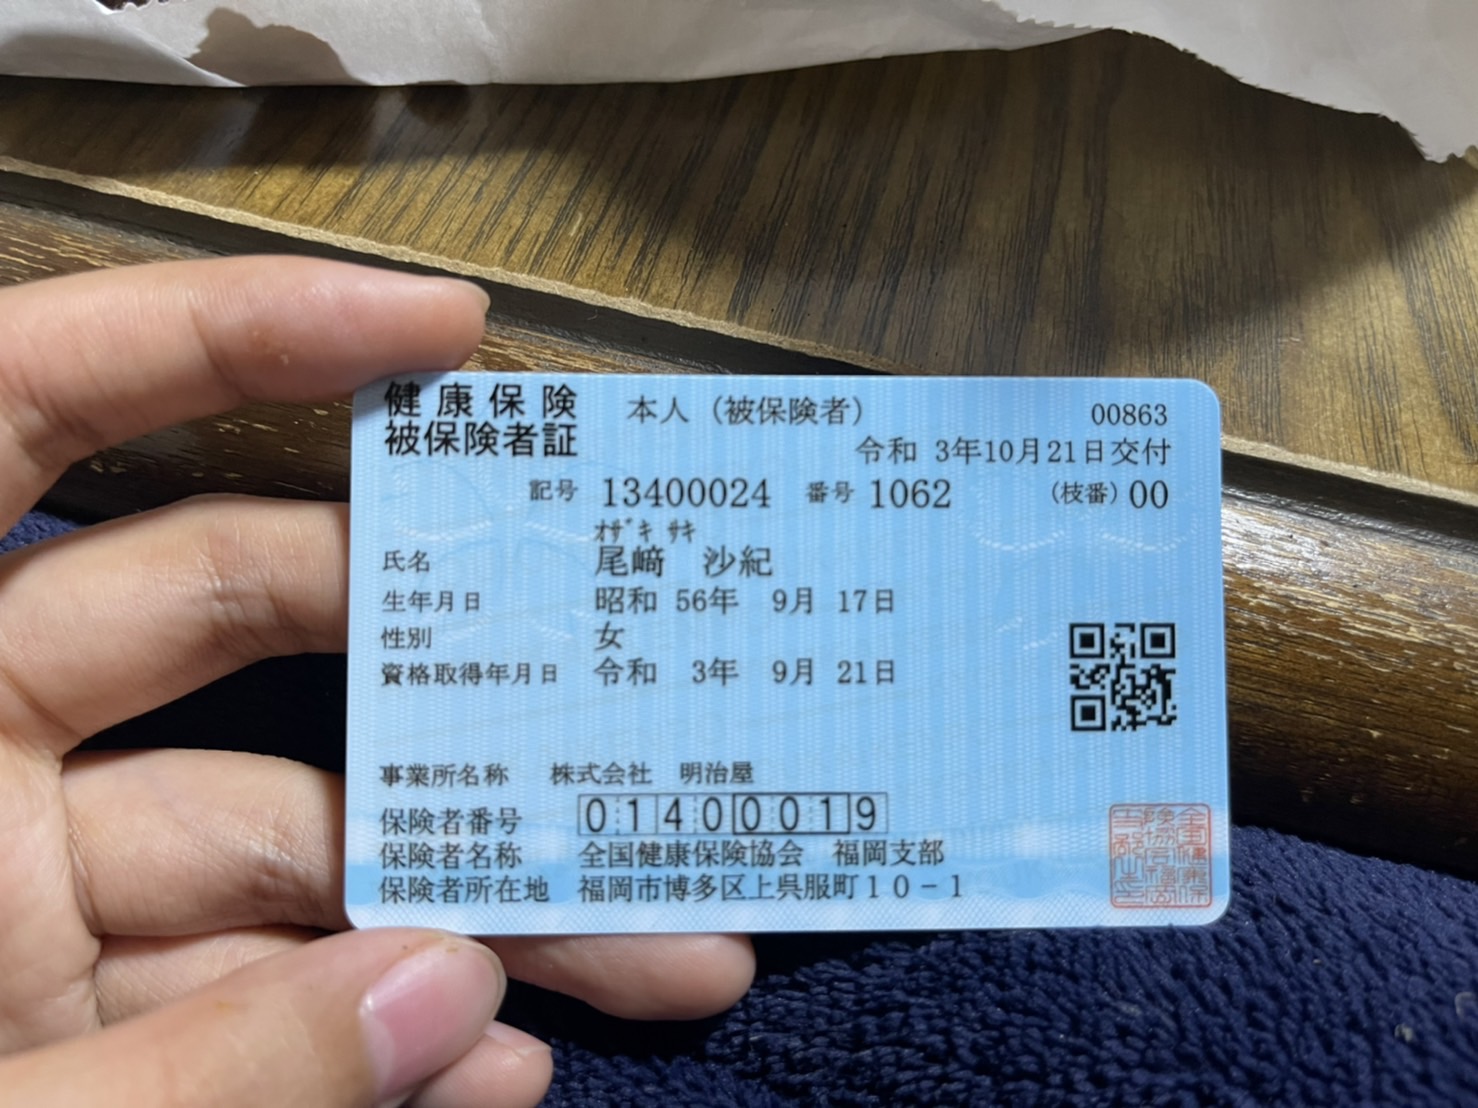 健康保険
被保険者証
本人（被保険者）
00863
令和 3年10月21日交付
記号 13400024 番号 1062 （枝番）00
ｵｻﾞｷ ｻｷ
氏名 尾﨑 沙紀
生年月日 昭和 56年 9月 17日
性別 女
資格取得年月日 令和 3年 9月 21日
事業所名称 株式会社 明治屋
保険者番号 01400019
保険者名称 全国健康保険協会 福岡支部
保険者所在地 福岡市博多区上呉服町１０－１